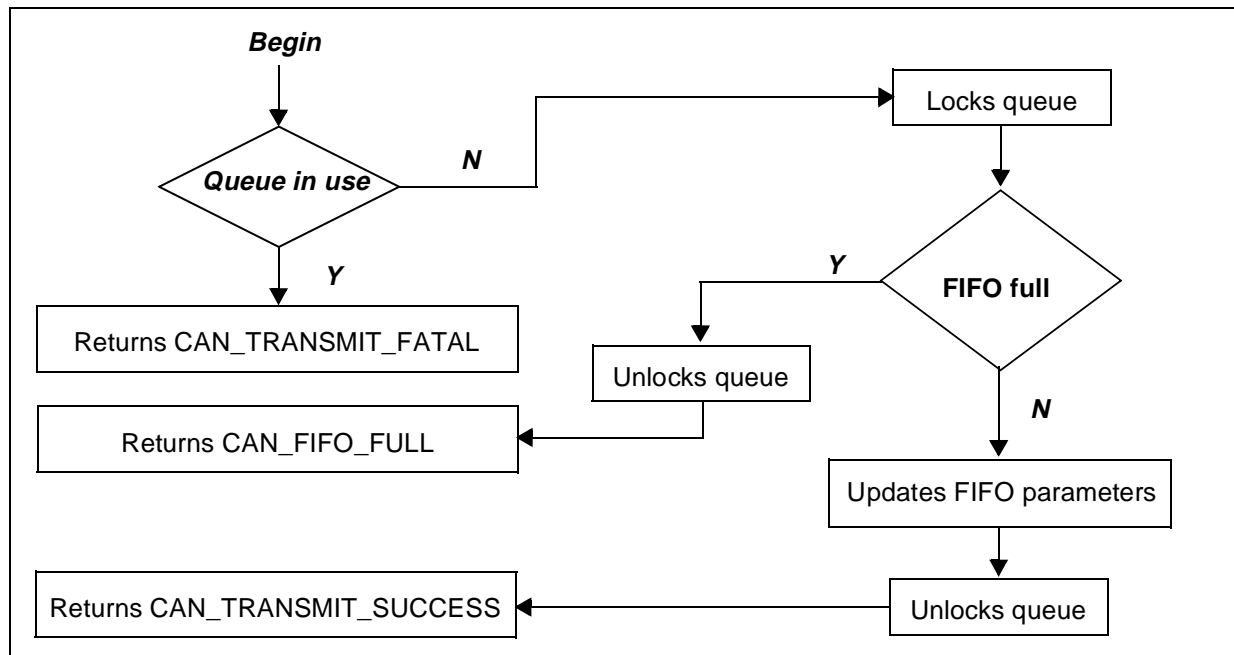 Begin
Locks queue
N
Queue in use
Y
Y
FIFO full
Returns CAN_TRANSMIT_FATAL
Unlocks queue
N
Returns CAN_FIFO_FULL
Updates FIFO parameters
Returns CAN_TRANSMIT_SUCCESS
Unlocks queue